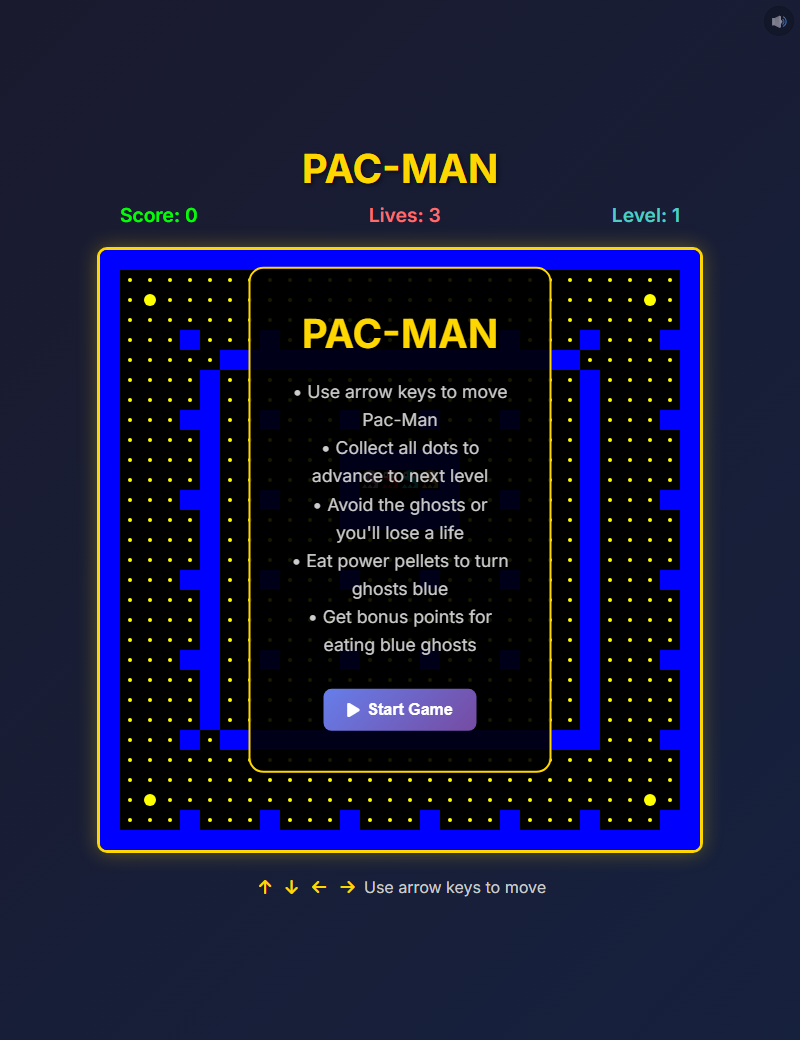 PAC-MAN
Score: 0 Lives: 3 Level: 1
PAC-MAN
• Use arrow keys to move
Pac-Man
• Collect all dots to
advance to next level
• Avoid the ghosts or
you'll lose a life
• Eat power pellets to turn
ghosts blue
• Get bonus points for
eating blue ghosts
Start Game
↑ ↓ ← → Use arrow keys to move